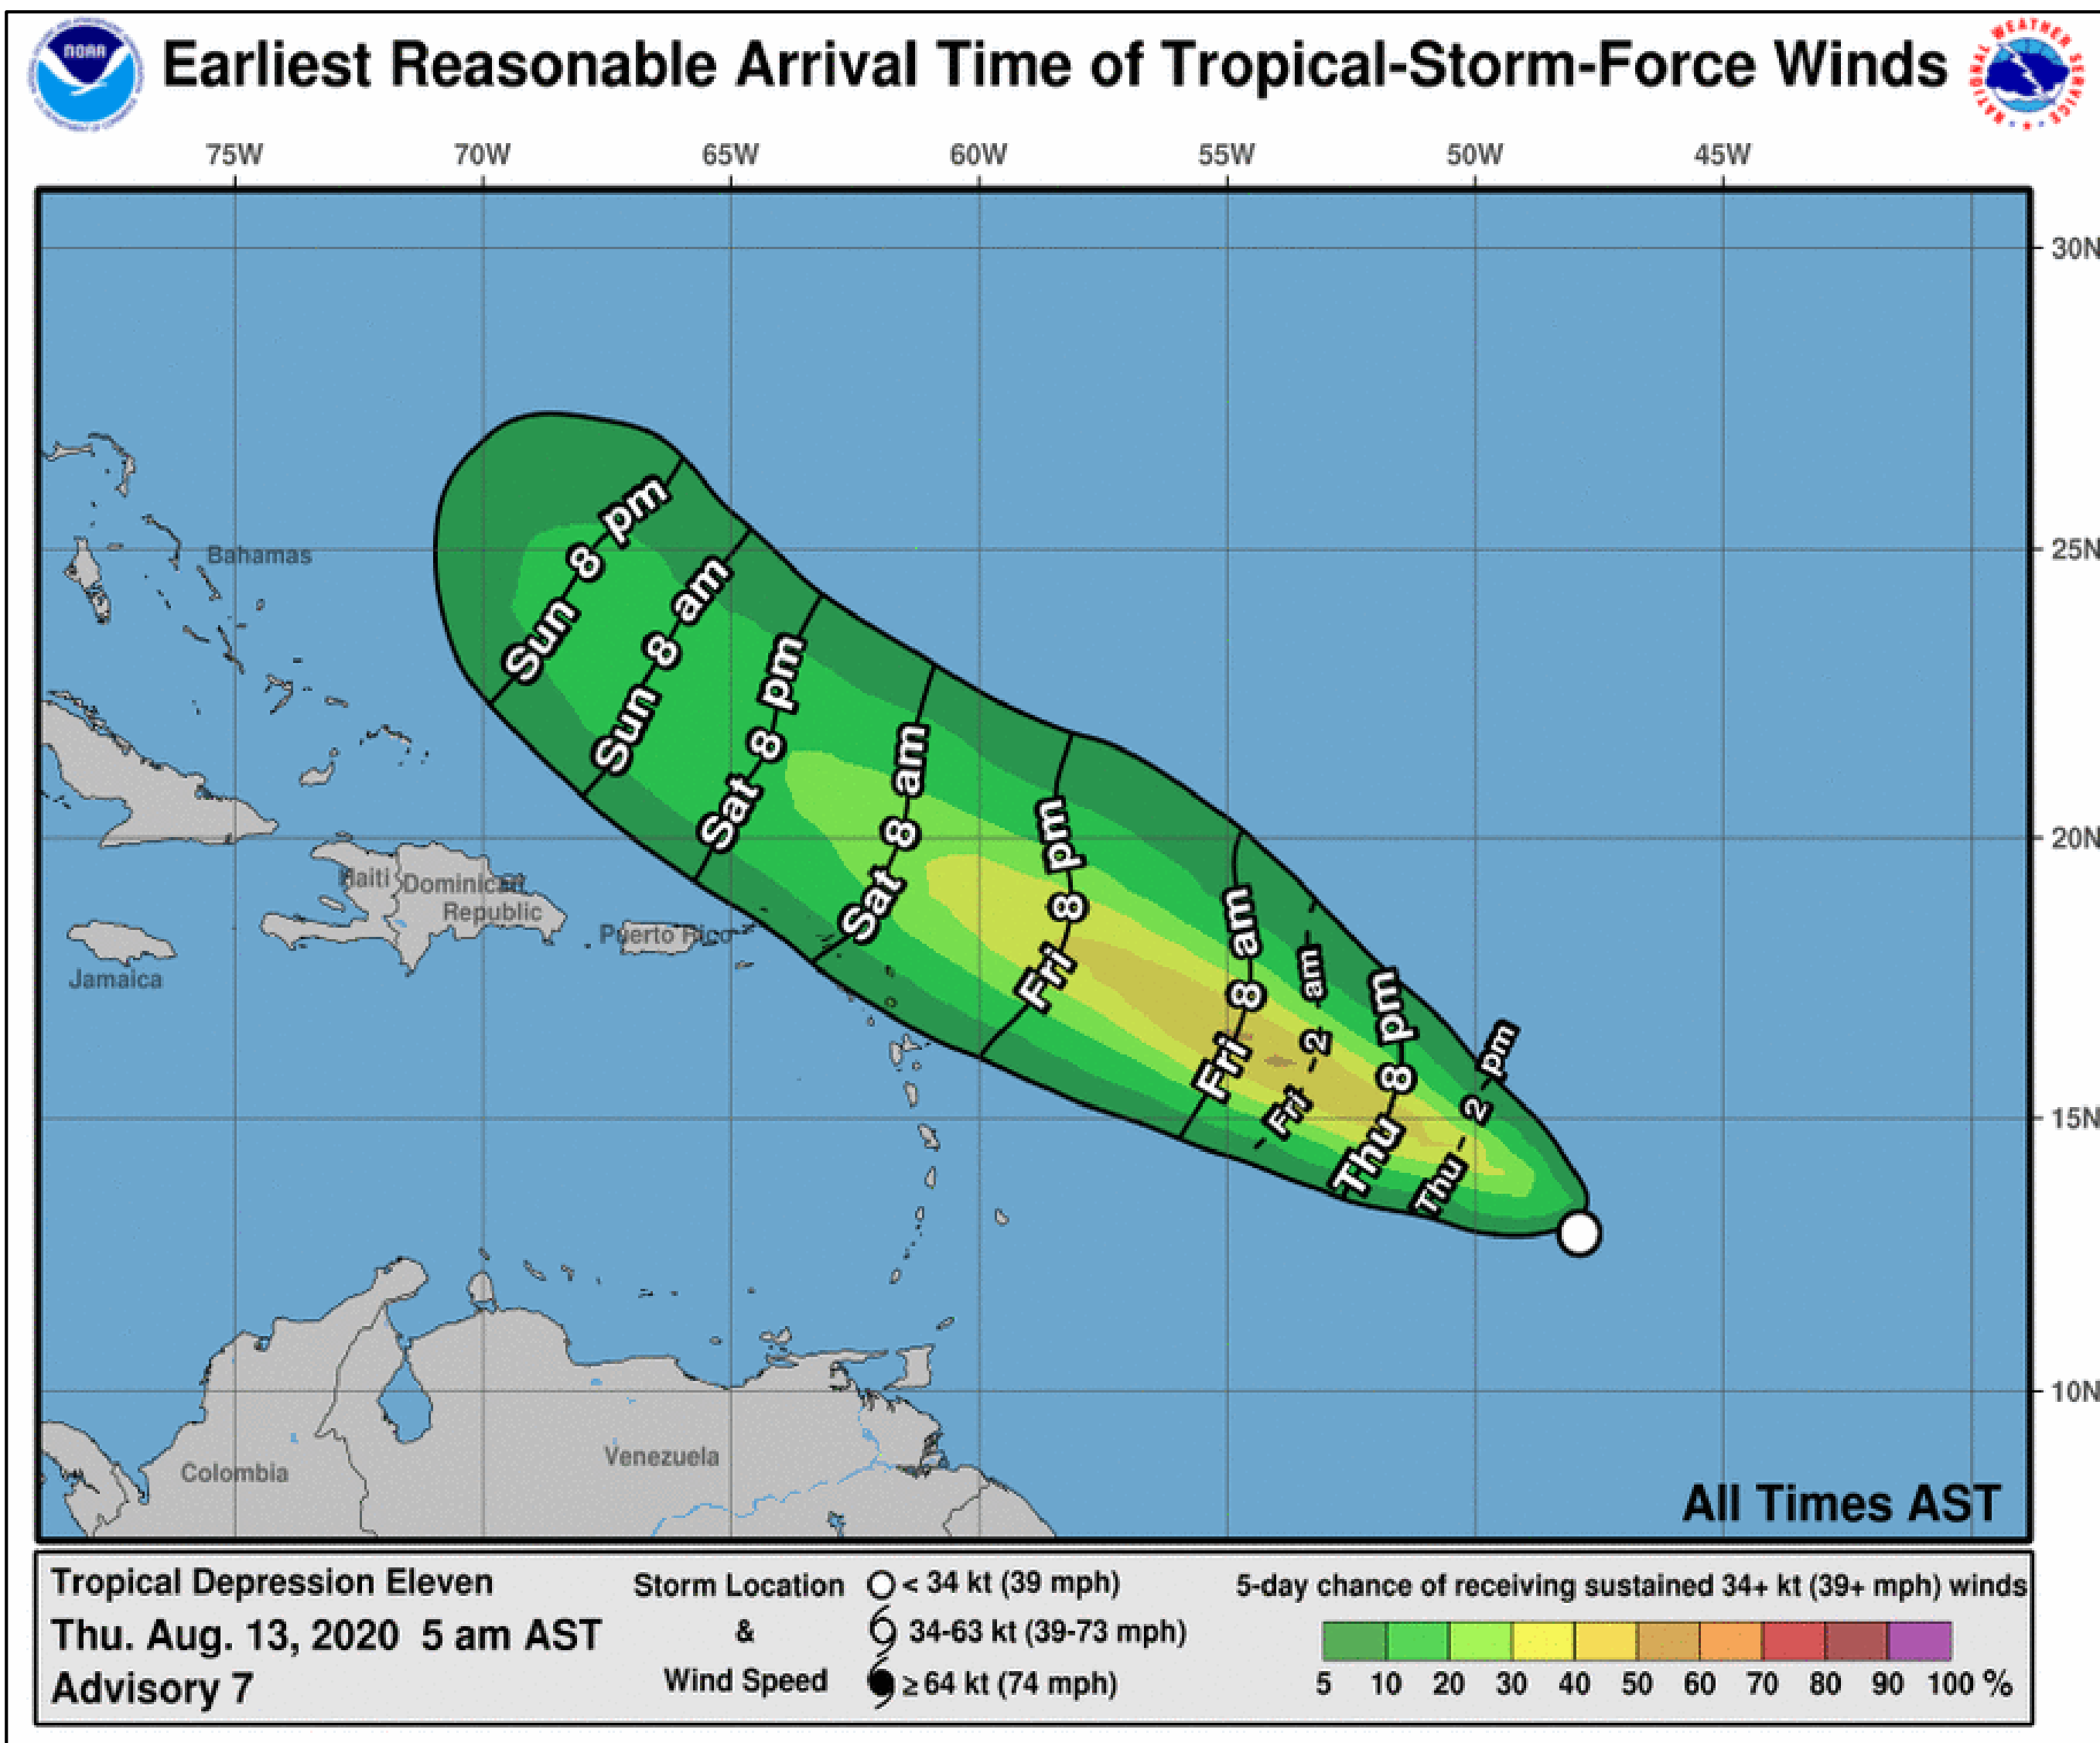 NOAA
Earliest Reasonable Arrival Time of Tropical-Storm-Force Winds
NATIONAL WEATHER SERVICE
75W 70W 65W 60W 55W 50W 45W
30N
25N
20N
15N
10N
Sun 8 pm
Sun 8 am
Sat 8 pm
Sat 8 am
Fri 8 pm
Fri 8 am
Fri 2 am
Thu 8 pm
Thu 2 pm
Bahamas
Haiti
Dominican
Republic
Puerto Rico
Jamaica
Colombia
Venezuela
All Times AST
Tropical Depression Eleven
Thu. Aug. 13, 2020 5 am AST
Advisory 7
Storm Location
&
Wind Speed
< 34 kt (39 mph)
34-63 kt (39-73 mph)
≥ 64 kt (74 mph)
5-day chance of receiving sustained 34+ kt (39+ mph) winds
5 10 20 30 40 50 60 70 80 90 100 %